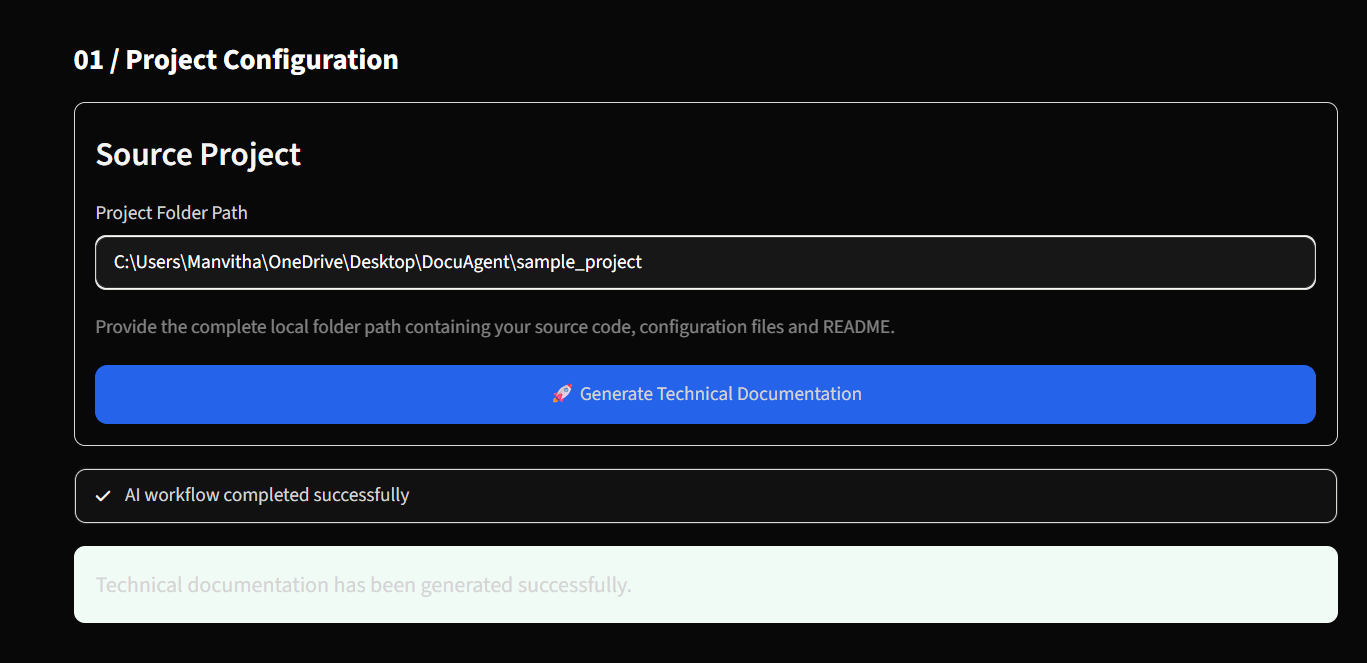 01 / Project Configuration
Source Project
Project Folder Path
C:\Users\Manvitha\OneDrive\Desktop\DocuAgent\sample_project
Provide the complete local folder path containing your source code, configuration files and README.
🚀 Generate Technical Documentation
AI workflow completed successfully
Technical documentation has been generated successfully.